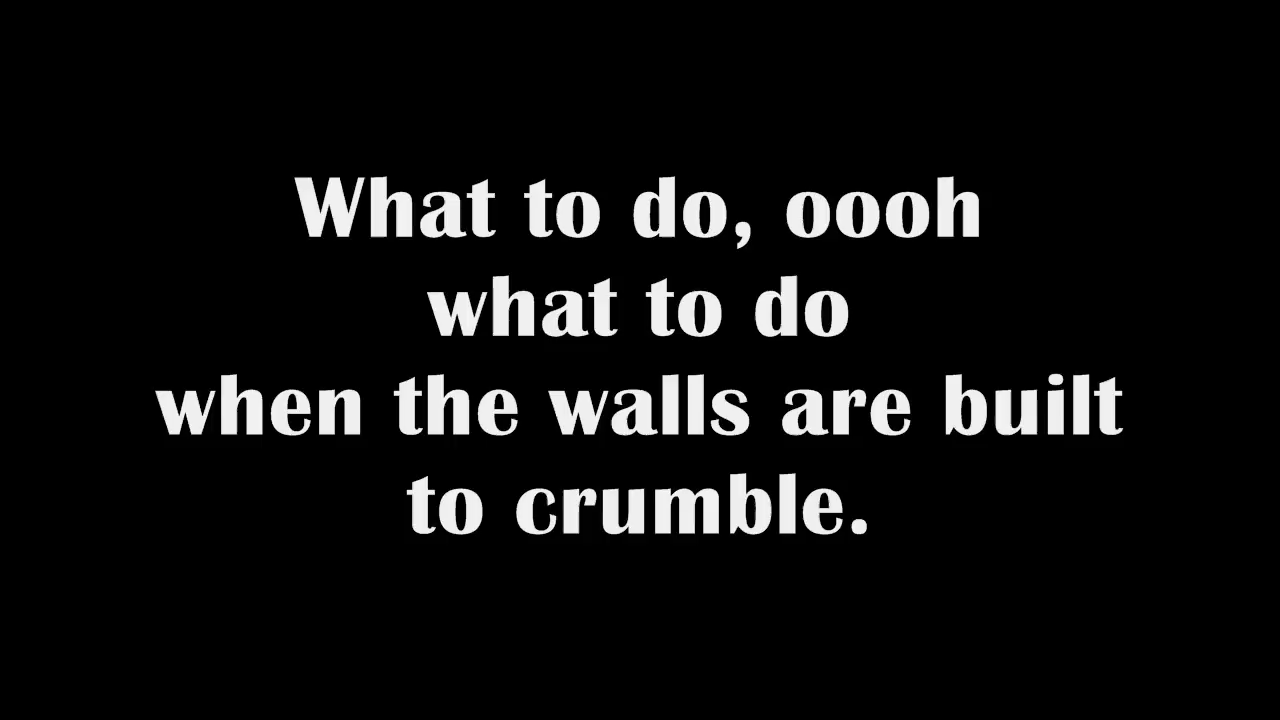 What to do, oooh
what to do
when the walls are built
to crumble.